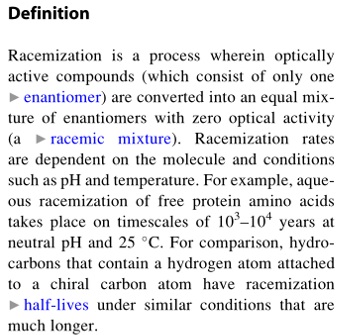 Definition
Racemization is a process wherein optically
active compounds (which consist of only one
▶ enantiomer) are converted into an equal mix-
ture of enantiomers with zero optical activity
(a ▶ racemic mixture). Racemization rates
are dependent on the molecule and conditions
such as pH and temperature. For example, aque-
ous racemization of free protein amino acids
takes place on timescales of 10³–10⁴ years at
neutral pH and 25 °C. For comparison, hydro-
carbons that contain a hydrogen atom attached
to a chiral carbon atom have racemization
▶ half-lives under similar conditions that are
much longer.